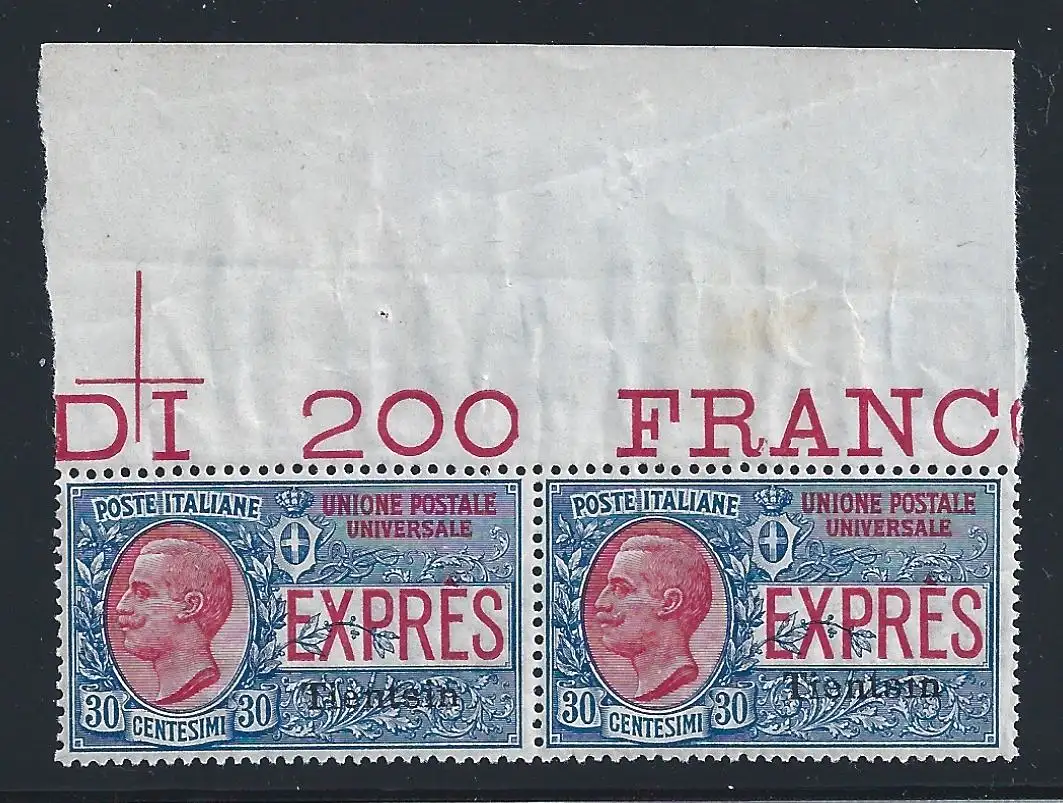 DI 200 FRANC
POSTE ITALIANE
UNIONE POSTALE
UNIVERSALE
EXPRÈS
Tientsin
30 CENTESIMI 30
POSTE ITALIANE
UNIONE POSTALE
UNIVERSALE
EXPRÈS
Tientsin
30 CENTESIMI 30